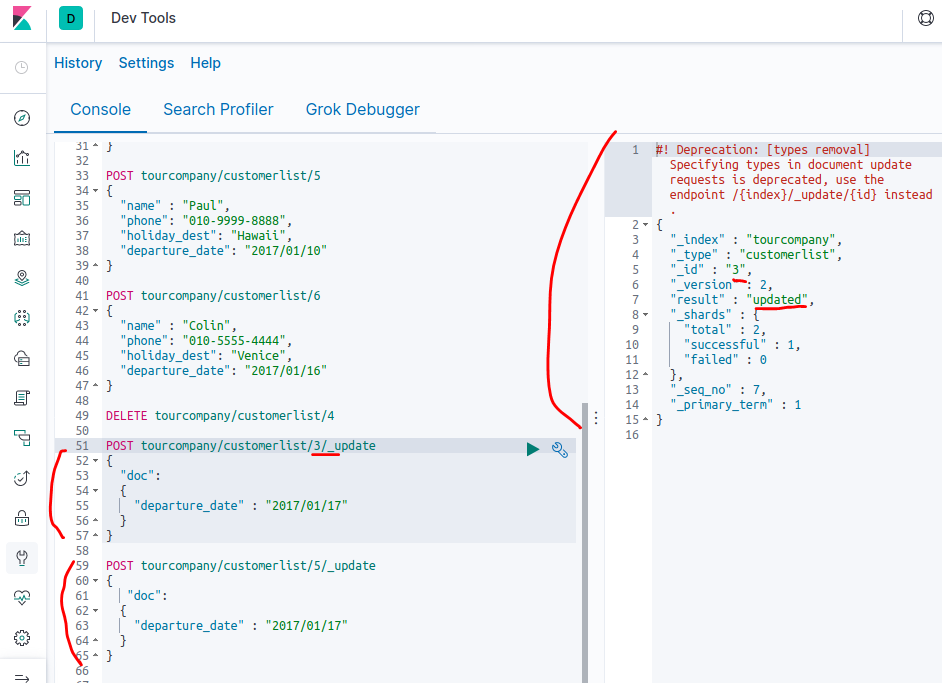 D Dev Tools
History Settings Help
Console Search Profiler Grok Debugger
31 }
32
33 POST tourcompany/customerlist/5
34 {
35 "name" : "Paul",
36 "phone": "010-9999-8888",
37 "holiday_dest": "Hawaii",
38 "departure_date": "2017/01/10"
39 }
40
41 POST tourcompany/customerlist/6
42 {
43 "name" : "Colin",
44 "phone": "010-5555-4444",
45 "holiday_dest": "Venice",
46 "departure_date": "2017/01/16"
47 }
48
49 DELETE tourcompany/customerlist/4
50
51 POST tourcompany/customerlist/3/_update
52 {
53 "doc":
54 {
55 "departure_date" : "2017/01/17"
56 }
57 }
58
59 POST tourcompany/customerlist/5/_update
60 {
61 "doc":
62 {
63 "departure_date" : "2017/01/17"
64 }
65 }
66
1 #! Deprecation: [types removal]
Specifying types in document update
requests is deprecated, use the
endpoint /{index}/_update/{id} instead
.
2 {
3 "_index" : "tourcompany",
4 "_type" : "customerlist",
5 "_id" : "3",
6 "_version" : 2,
7 "result" : "updated",
8 "_shards" : {
9 "total" : 2,
10 "successful" : 1,
11 "failed" : 0
12 },
13 "_seq_no" : 7,
14 "_primary_term" : 1
15 }
16